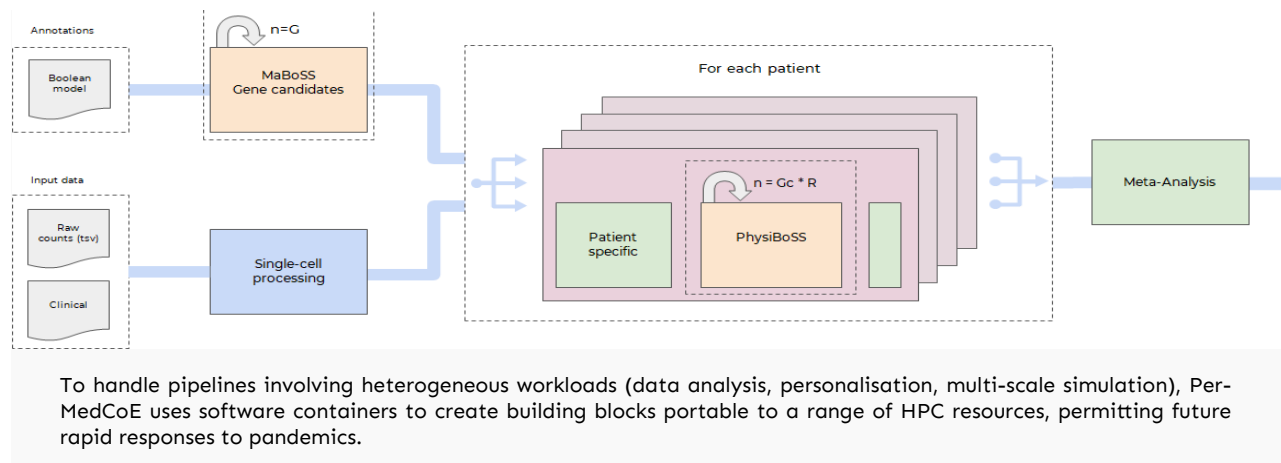 Annotations
Boolean
model
n=G
MaBoSS
Gene candidates
Input data
Raw
counts (tsv)
Clinical
Single-cell
processing
For each patient
n = Gc * R
Patient
specific
PhysiBoSS
Meta-Analysis
To handle pipelines involving heterogeneous workloads (data analysis, personalisation, multi-scale simulation), Per-
MedCoE uses software containers to create building blocks portable to a range of HPC resources, permitting future
rapid responses to pandemics.